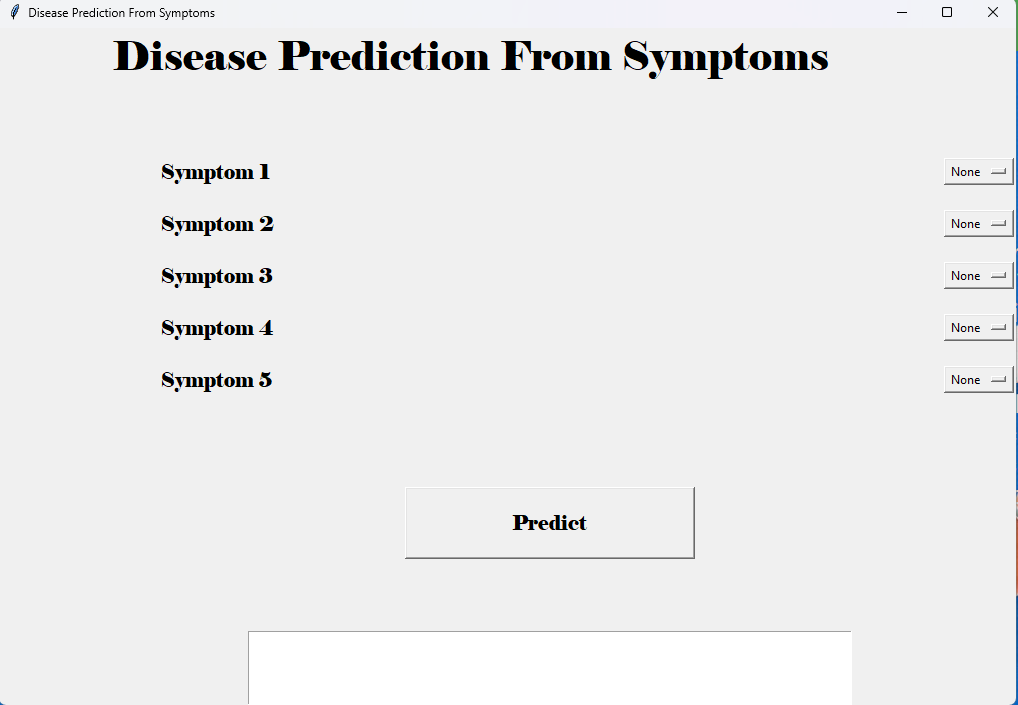 Disease Prediction From Symptoms
Disease Prediction From Symptoms
Symptom 1 None
Symptom 2 None
Symptom 3 None
Symptom 4 None
Symptom 5 None
Predict